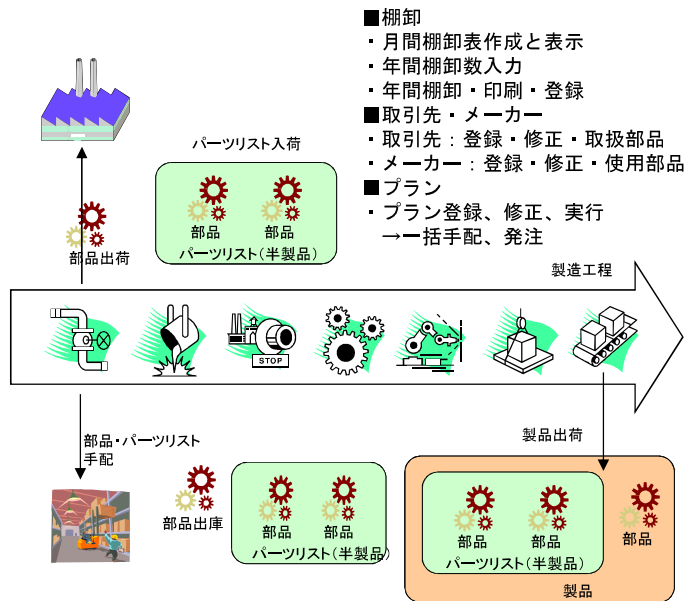 ■棚卸
・月間棚卸表作成と表示
・年間棚卸数入力
・年間棚卸・印刷・登録
■取引先・メーカー
・取引先：登録・修正・取扱部品
・メーカー：登録・修正・使用部品
■プラン
・プラン登録、修正、実行
→一括手配、発注
パーツリスト入荷
部品 部品
パーツリスト（半製品）
部品出荷
製造工程
STOP
部品・パーツリスト
手配
製品出荷
部品出庫
部品 部品
パーツリスト（半製品）
部品 部品
パーツリスト（半製品）
部品
製品